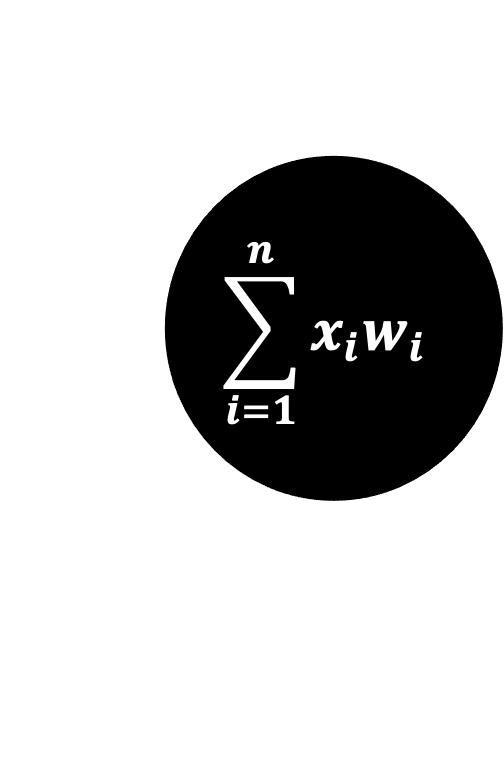 n
∑ xᵢwᵢ
i=1